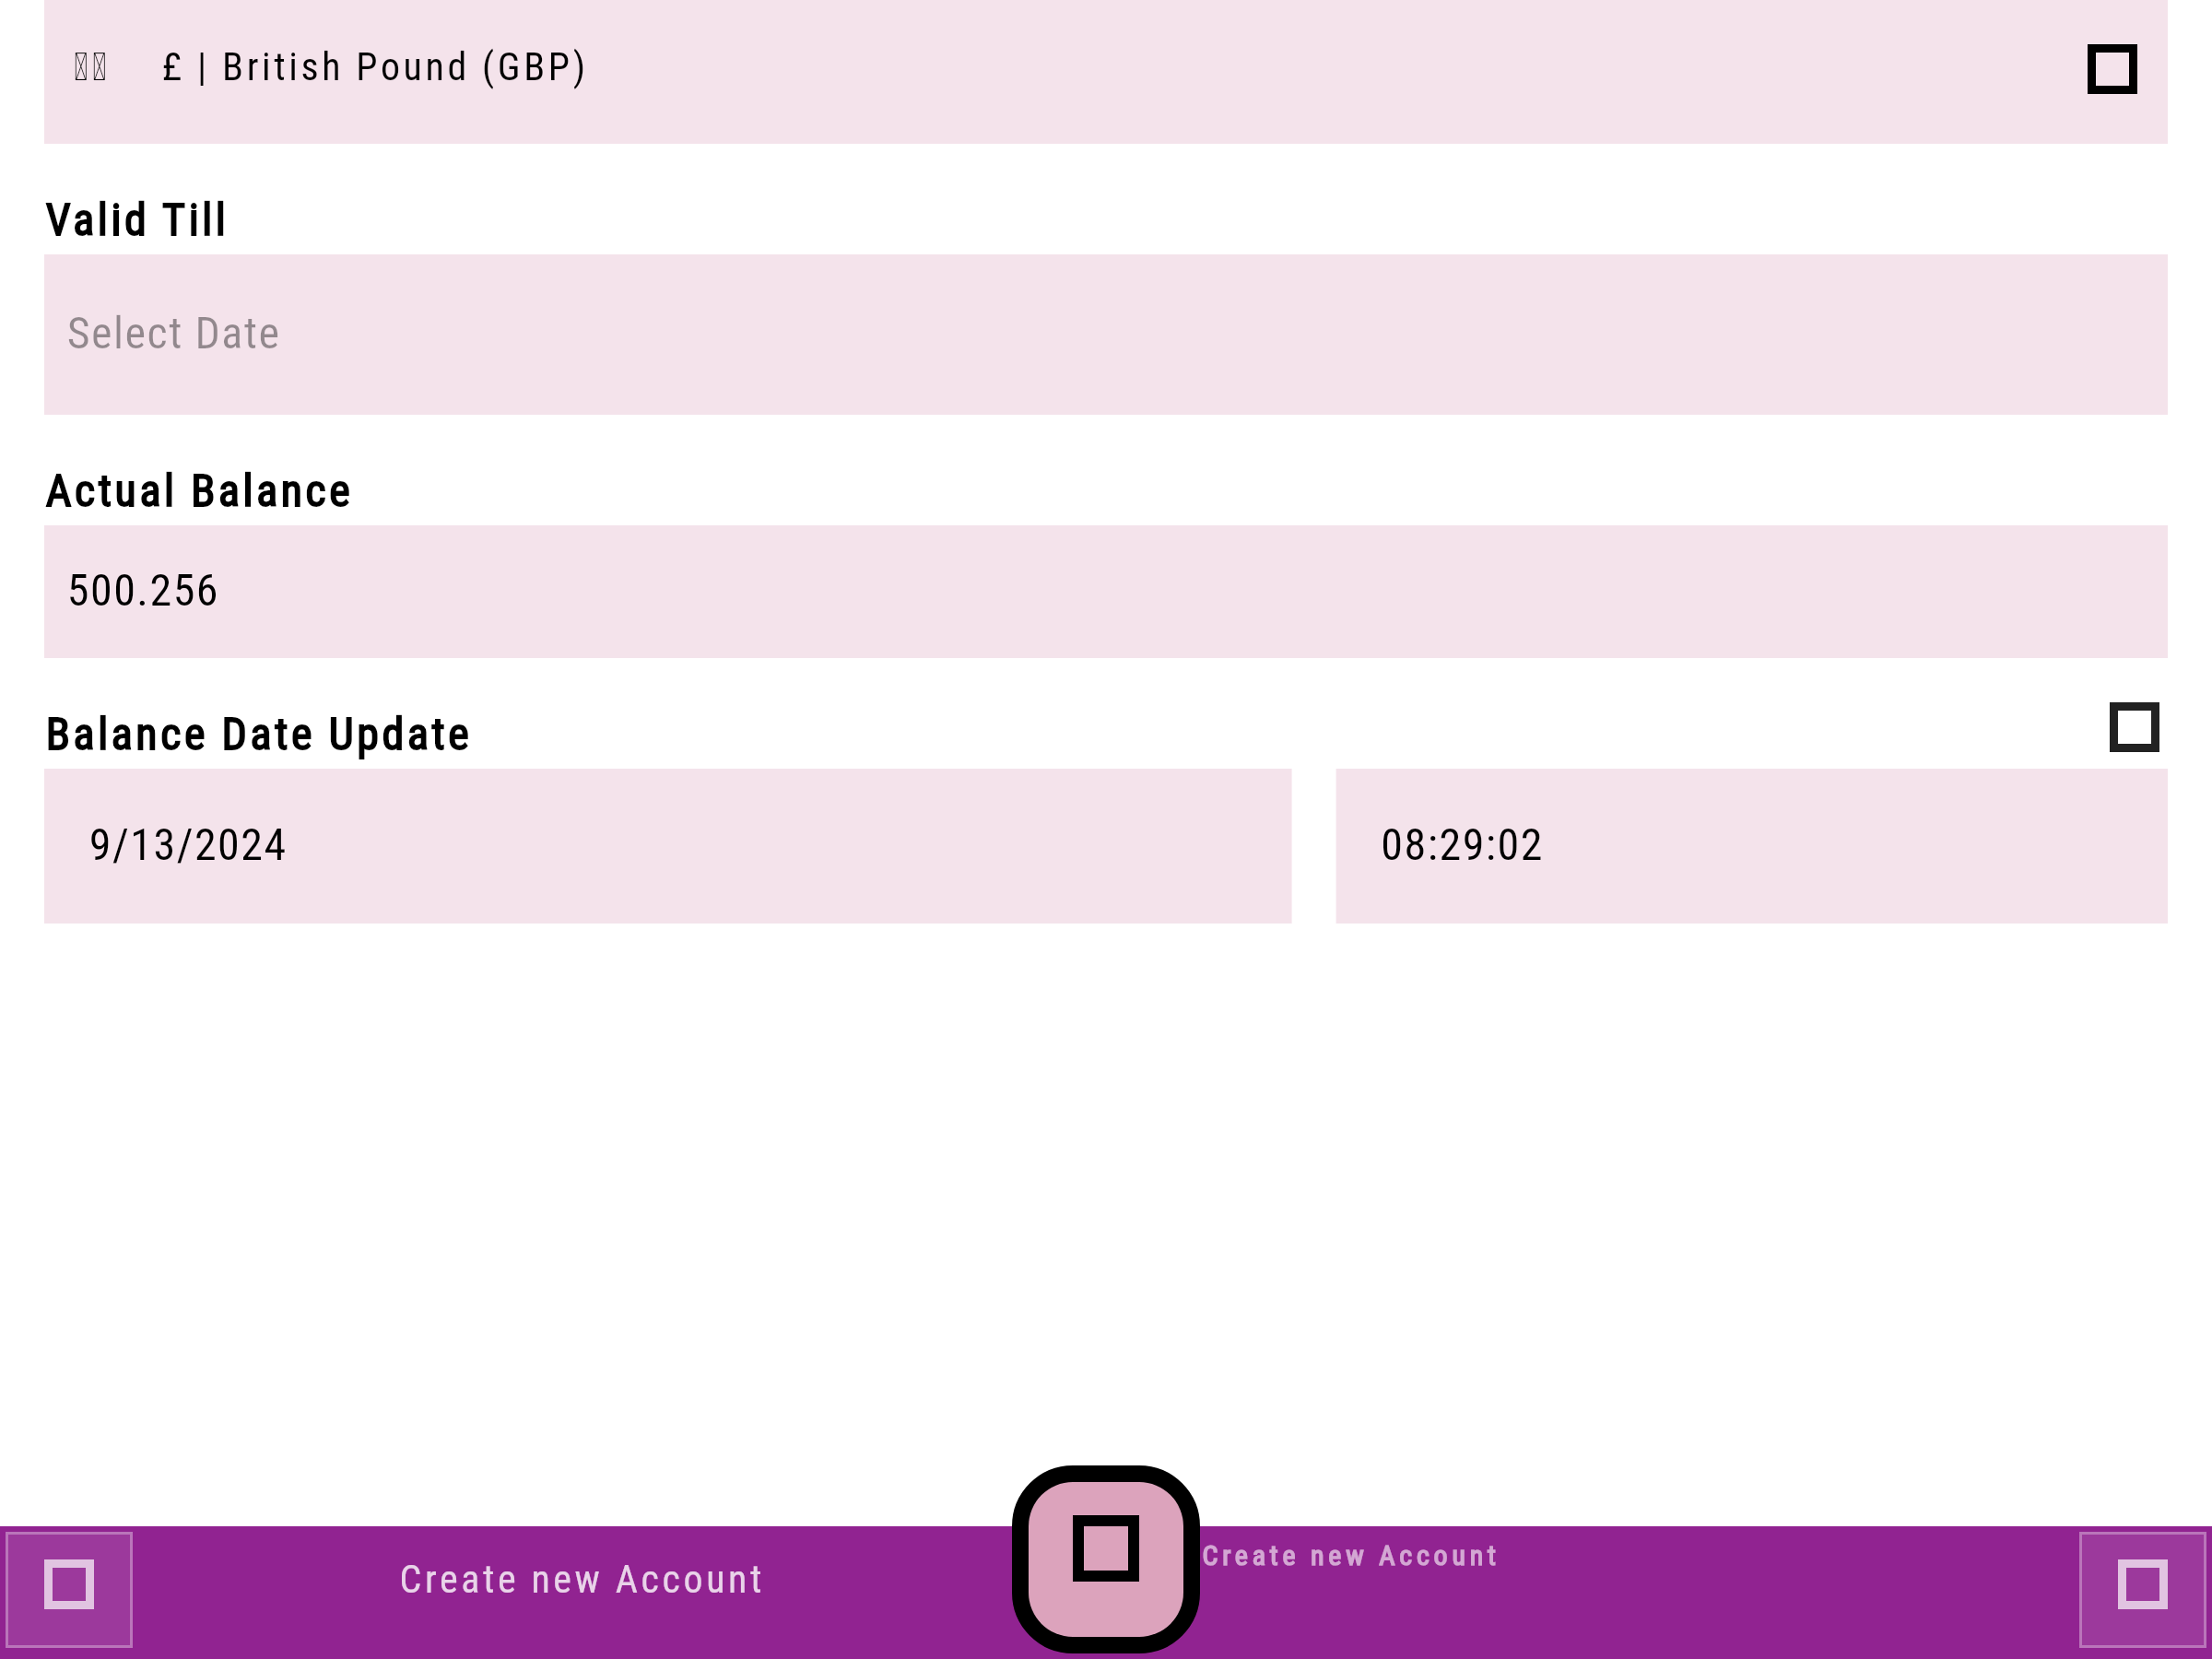 £ | British Pound (GBP)
Valid Till
Select Date
Actual Balance
500.256
Balance Date Update
9/13/2024
08:29:02
Create new Account
Create new Account